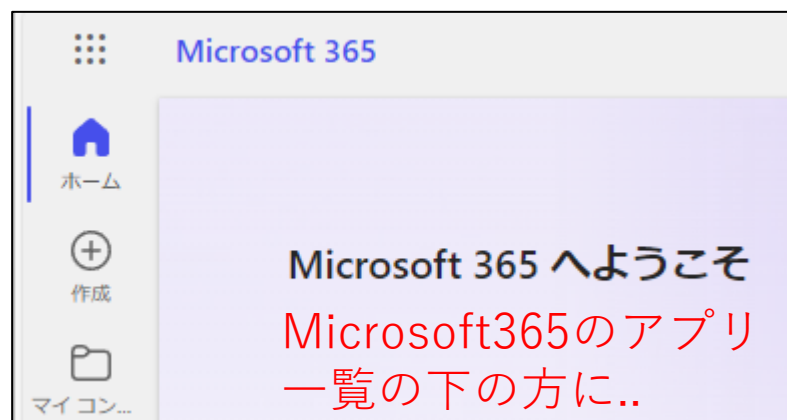 Microsoft 365
ホーム
作成
マイ コン...
Microsoft 365 へようこそ
Microsoft365のアプリ
一覧の下の方に..